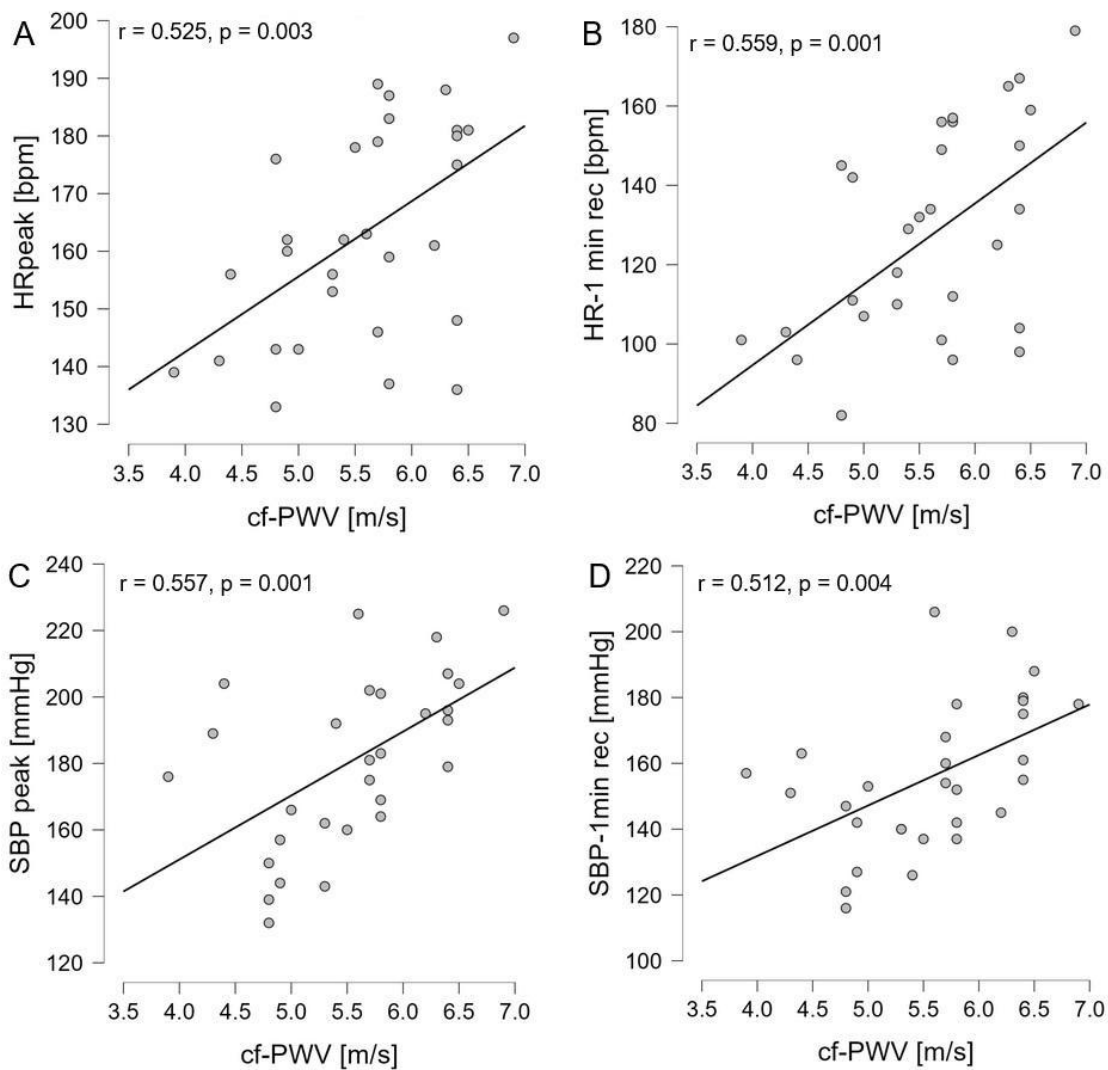 A
r = 0.525, p = 0.003
HRpeak [bpm]
200
190
180
170
160
150
140
130
3.5 4.0 4.5 5.0 5.5 6.0 6.5 7.0
cf-PWV [m/s]
B
r = 0.559, p = 0.001
HR-1 min rec [bpm]
180
160
140
120
100
80
3.5 4.0 4.5 5.0 5.5 6.0 6.5 7.0
cf-PWV [m/s]
C
r = 0.557, p = 0.001
SBP peak [mmHg]
240
220
200
180
160
140
120
3.5 4.0 4.5 5.0 5.5 6.0 6.5 7.0
cf-PWV [m/s]
D
r = 0.512, p = 0.004
SBP-1min rec [mmHg]
220
200
180
160
140
120
100
3.5 4.0 4.5 5.0 5.5 6.0 6.5 7.0
cf-PWV [m/s]